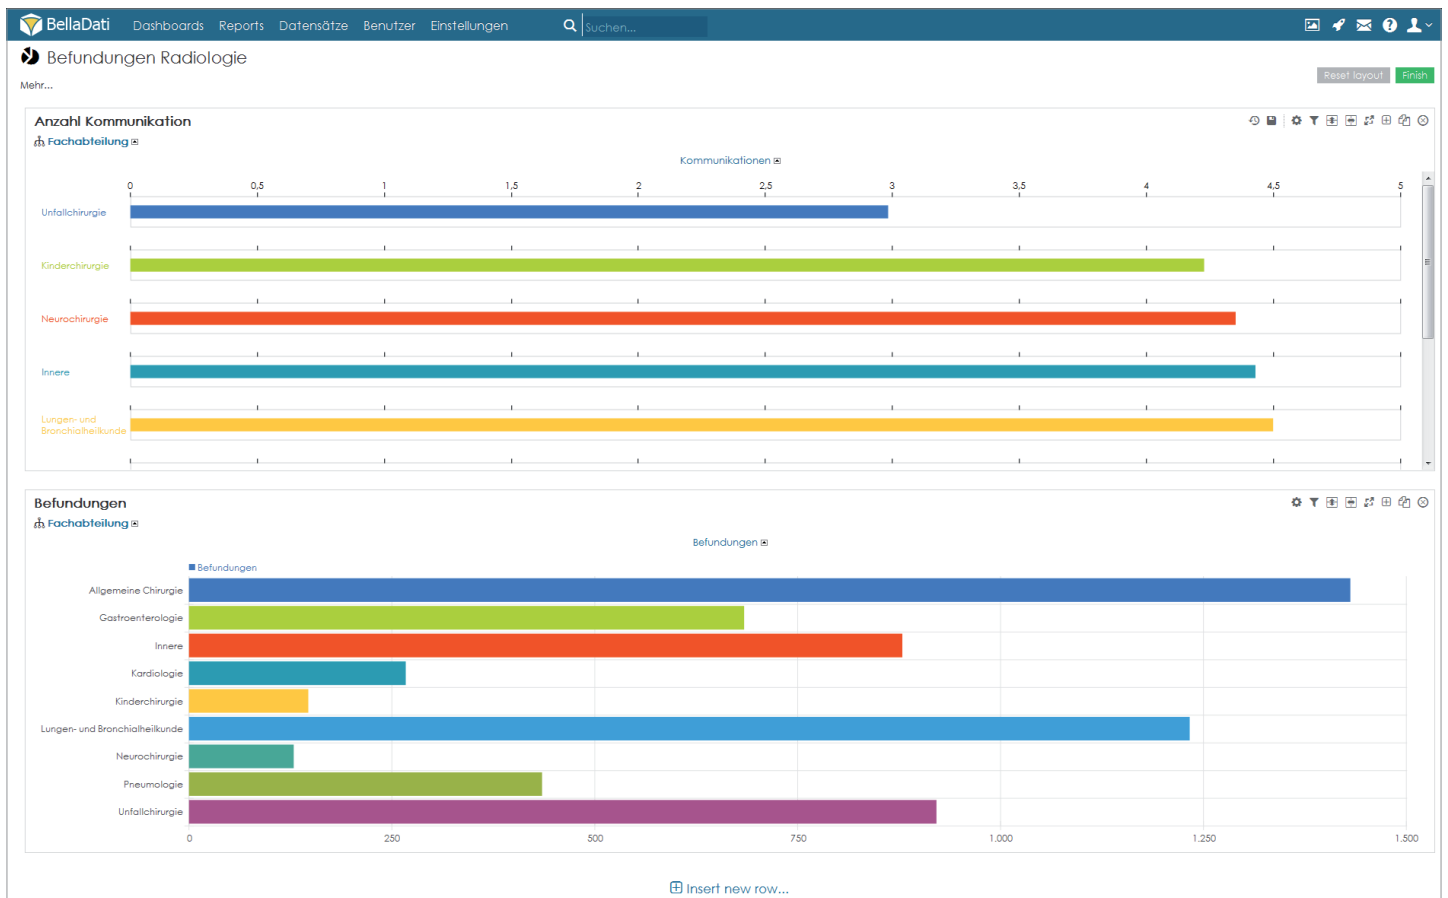 BellaDati Dashboards Reports Datensätze Benutzer Einstellungen Suchen...
Befundungen Radiologie
Reset layout Finish
Mehr...
Anzahl Kommunikation
Fachabteilung
Kommunikationen
0 0,5 1 1,5 2 2,5 3 3,5 4 4,5 5
Unfallchirurgie
Kinderchirurgie
Neurochirurgie
Innere
Lungen- und
Bronchialheilkunde
Befundungen
Fachabteilung
Befundungen
Befundungen
Allgemeine Chirurgie
Gastroenterologie
Innere
Kardiologie
Kinderchirurgie
Lungen- und Bronchialheilkunde
Neurochirurgie
Pneumologie
Unfallchirurgie
0 250 500 750 1.000 1.250 1.500
Insert new row...